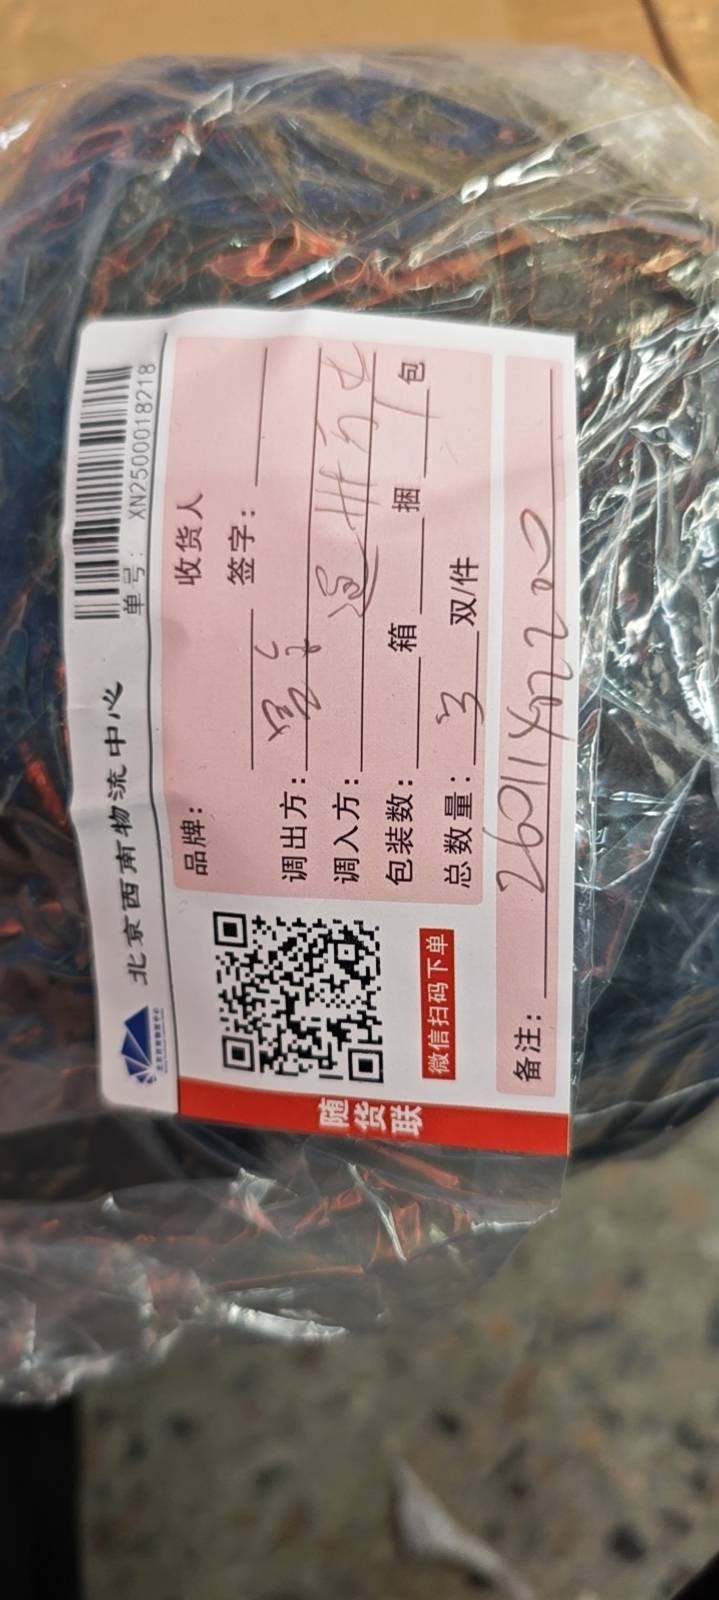 北京西南物流中心
单号：XN2500018218
品牌：
收货人
签字：
调出方：
调入方：
包装数： 箱 捆 1 包
总数量： 3 双/件
备注：
随货联
微信扫码下单